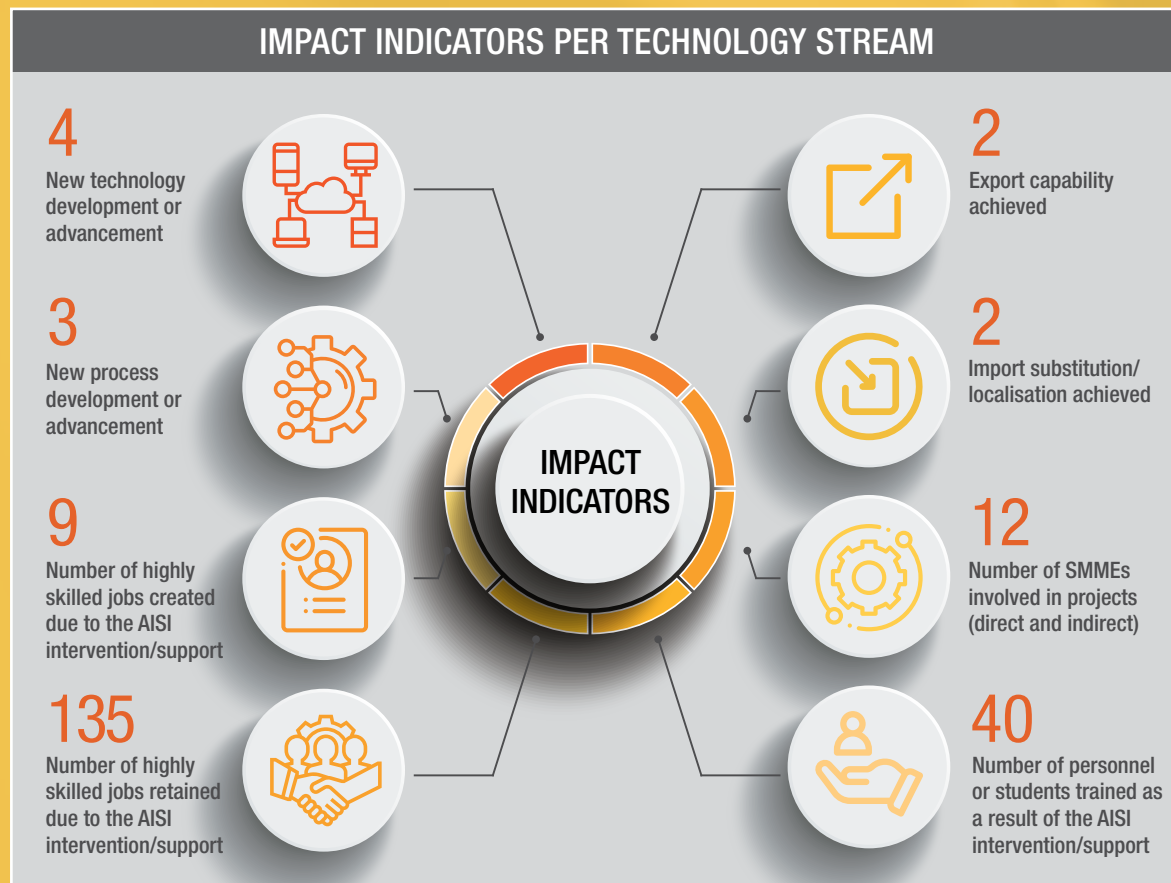 IMPACT INDICATORS PER TECHNOLOGY STREAM
4
New technology
development or
advancement
3
New process
development or
advancement
9
Number of highly
skilled jobs created
due to the AISI
intervention/support
135
Number of highly
skilled jobs retained
due to the AISI
intervention/support
IMPACT
INDICATORS
2
Export capability
achieved
2
Import substitution/
localisation achieved
12
Number of SMMEs
involved in projects
(direct and indirect)
40
Number of personnel
or students trained as
a result of the AISI
intervention/support